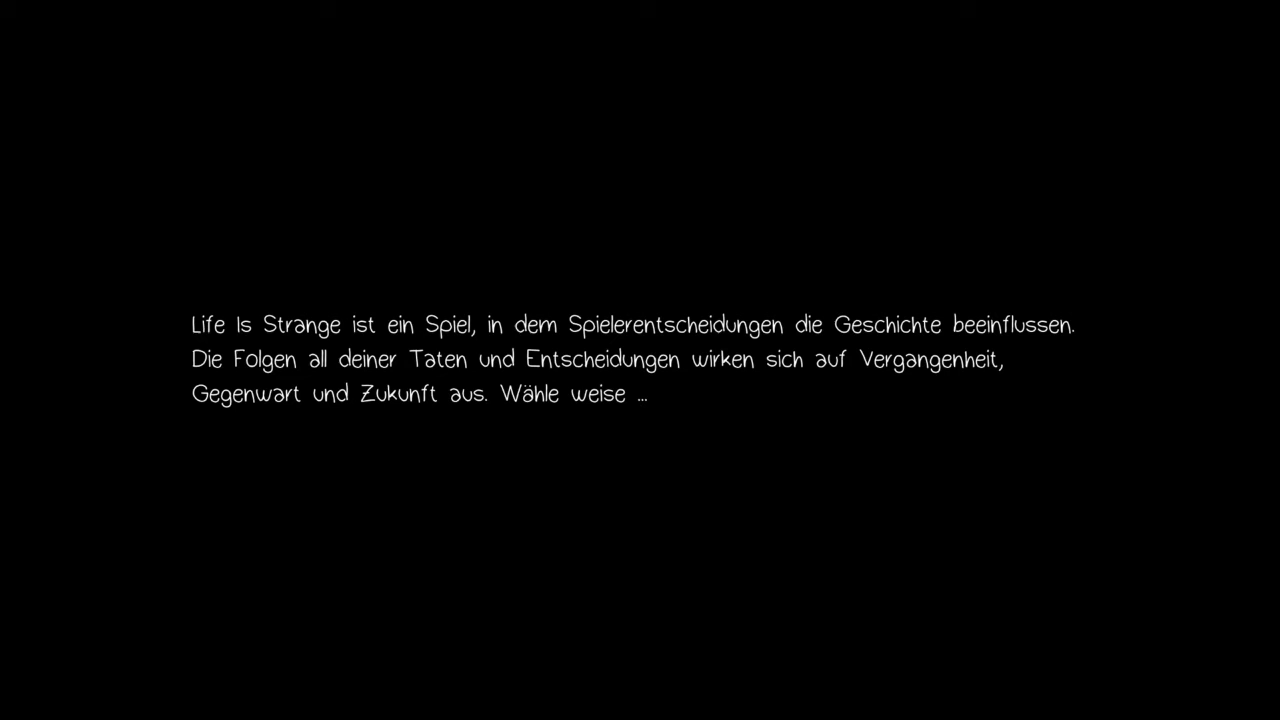 Life Is Strange ist ein Spiel, in dem Spielerentscheidungen die Geschichte beeinflussen.
Die Folgen all deiner Taten und Entscheidungen wirken sich auf Vergangenheit,
Gegenwart und Zukunft aus. Wähle weise ...